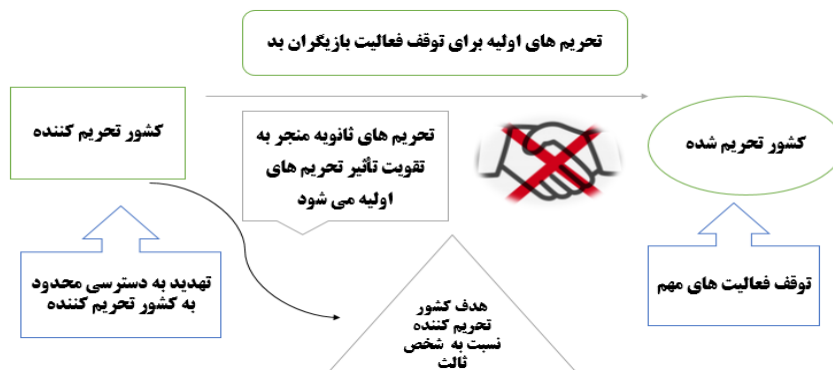 تحریم های اولیه برای توقف فعالیت بازیگران بد
کشور تحریم شده
تحریم های ثانویه منجر به
تقویت تأثیر تحریم های
اولیه می شود
کشور تحریم کننده
توقف فعالیت های مهم
هدف کشور
تحریم کننده
نسبت به شخص
ثالث
تهدید به دسترسی محدود
به کشور تحریم کننده